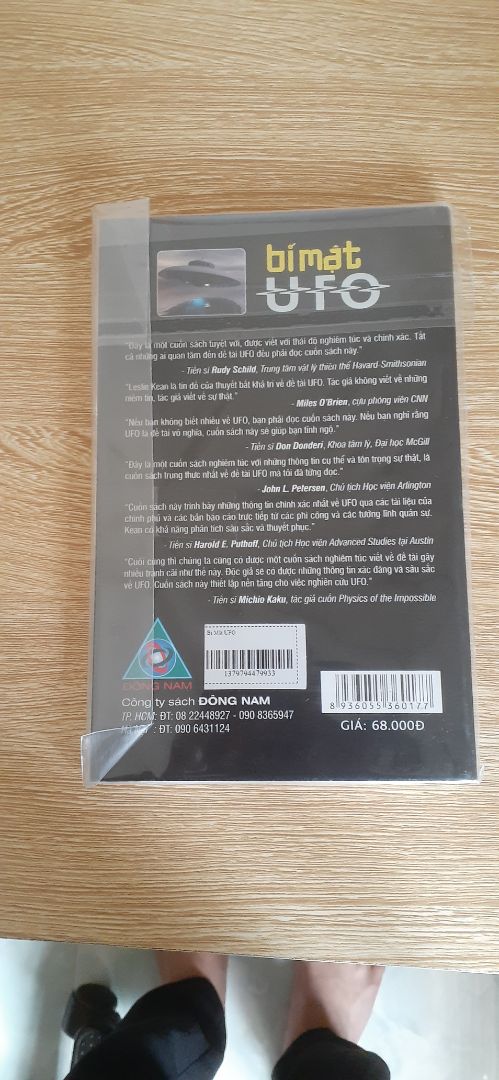 bí mật
UFO
"Đây là một cuốn sách tuyệt vời, được viết với thái độ nghiêm túc và chính xác. Tất
cả những ai quan tâm đến đề tài UFO đều phải đọc cuốn sách này."
- Tiến sĩ Rudy Schild, Trung tâm vật lý thiên thể Havard-Smithsonian
"Leslie Kean là tín đồ của thuyết bất khả tri về đề tài UFO. Tác giả không viết về những
niềm tin, tác giả viết về sự thật."
- Miles O'Brien, cựu phóng viên CNN
"Nếu bạn không biết nhiều về UFO, bạn phải đọc cuốn sách này. Nếu bạn nghĩ rằng
UFO là đề tài vô nghĩa, cuốn sách này sẽ giúp bạn tỉnh ngộ."
- Tiến sĩ Don Donderi, Khoa tâm lý, Đại học McGill
"Đây là một cuốn sách nghiêm túc với những thông tin cụ thể và tôn trọng sự thật, là
cuốn sách trung thực nhất về đề tài UFO mà tôi đã từng đọc."
- John L. Petersen, Chủ tịch Học viện Arlington
"Cuốn sách này trình bày những thông tin chính xác nhất về UFO qua các tài liệu của
chính phủ và các bản báo cáo trực tiếp từ các phi công và các tướng lĩnh quân sự.
Kean có khả năng phân tích sâu sắc và thuyết phục."
- Tiến sĩ Harold E. Puthoff, Chủ tịch Học viện Advanced Studies tại Austin
"Cuối cùng thì chúng ta cũng có được một cuốn sách nghiêm túc viết về đề tài gây
nhiều tranh cãi như thế này. Độc giả sẽ có được những thông tin xác đáng và sâu sắc
về UFO. Cuốn sách này thiết lập nền tảng cho việc nghiên cứu UFO."
- Tiến sĩ Michio Kaku, tác giả cuốn Physics of the Impossible
Bí Mật UFO
1379794479933
ĐÔNG NAM
Công ty sách ĐÔNG NAM
TP. HCM: ĐT: 08 22448927 - 090 8365947
: ĐT: 090 6431124
8 936055 360177
GIÁ: 68.000Đ